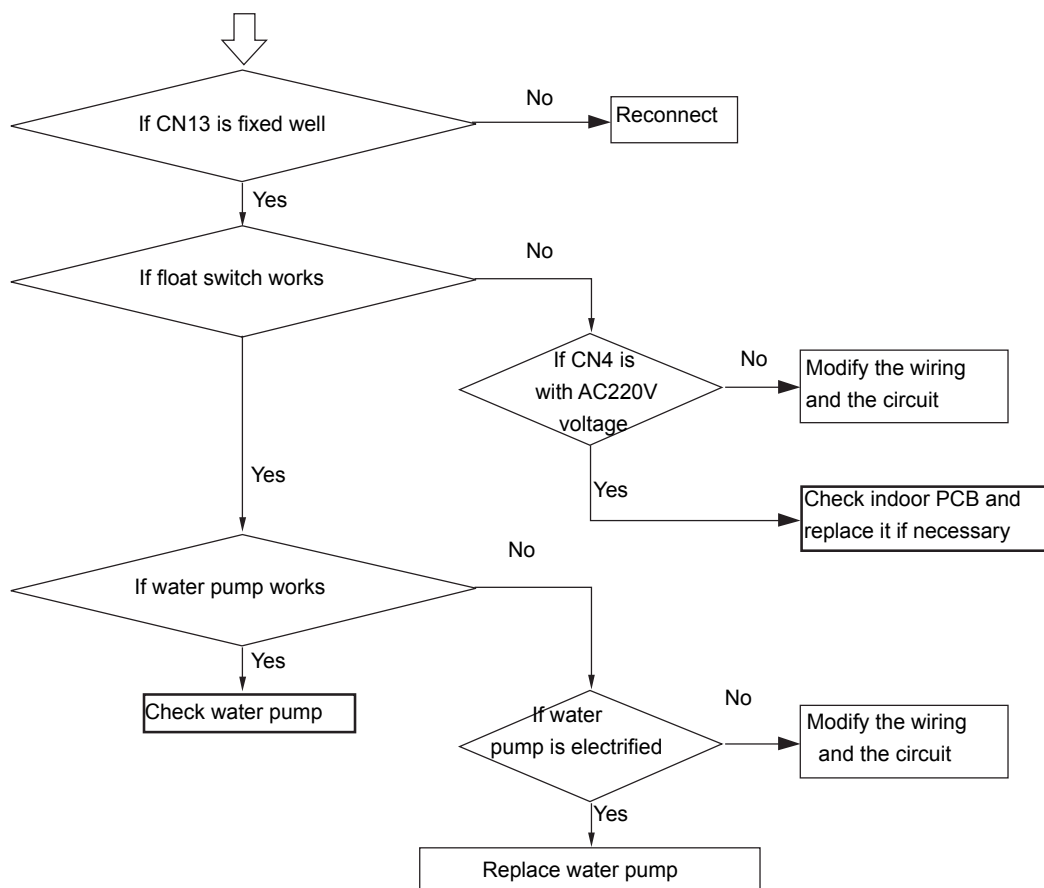 No
If CN13 is fixed well
Reconnect
Yes
No
If float switch works
If CN4 is
with AC220V
voltage
No
Modify the wiring
and the circuit
Yes
Yes
Check indoor PCB and
replace it if necessary
No
If water pump works
Yes
Check water pump
If water
pump is electrified
No
Modify the wiring
and the circuit
Yes
Replace water pump